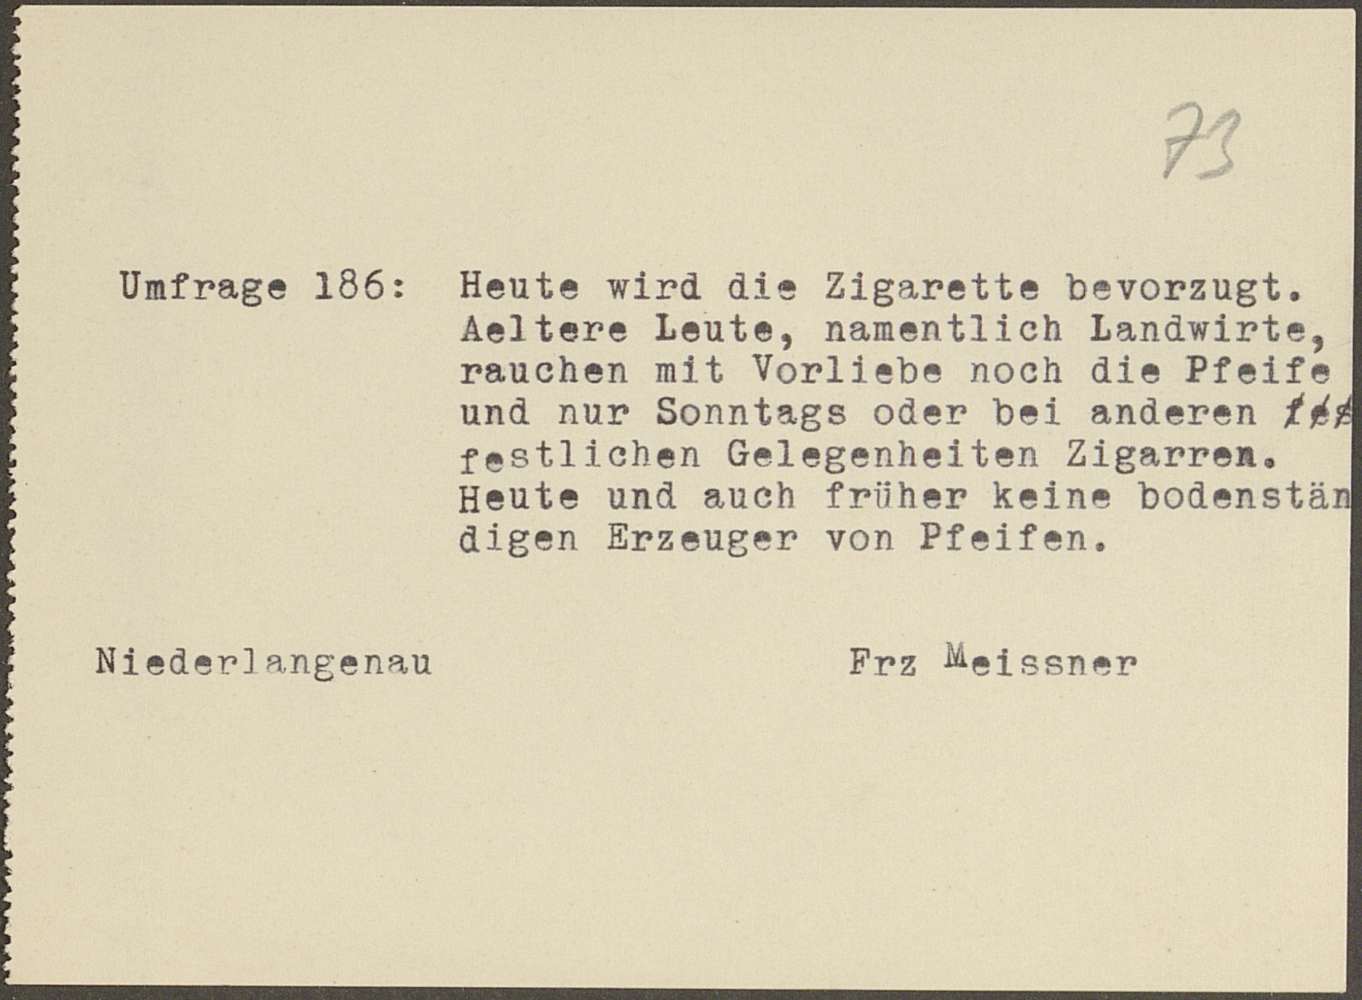 73
Umfrage 186: Heute wird die Zigarette bevorzugt.
Aeltere Leute, namentlich Landwirte,
rauchen mit Vorliebe noch die Pfeife
und nur Sonntags oder bei anderen
festlichen Gelegenheiten Zigarren.
Heute und auch früher keine bodenstän
digen Erzeuger von Pfeifen.
Niederlangenau Frz Meissner